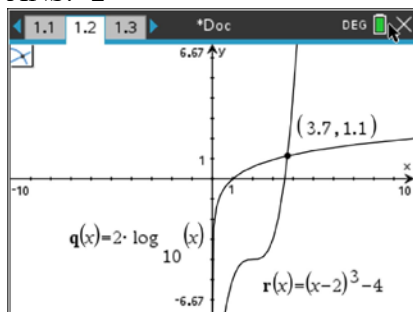 1.1 1.2 1.3 *Doc DEG
6.67 y
(3.7,1.1)
1
x
-10 1 10
q(x)=2·log₁₀(x)
r(x)=(x−2)³−4
-6.67